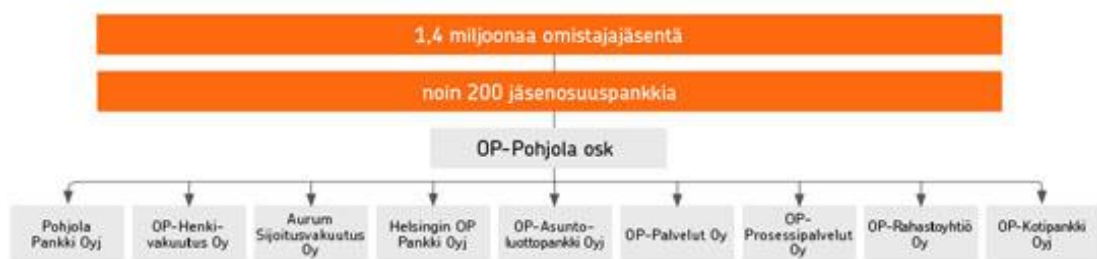 1,4 miljoonaa omistajajäsentä
noin 200 jäsenosuuspankkia
OP-Pohjola osk
Pohjola
Pankki Oyj
OP-Henki-
vakuutus Oy
Aurum
Sijoitusvakuutus
Oy
Helsingin OP
Pankki Oyj
OP-Asunto-
luottopankki Oyj
OP-Palvelut Oy
OP-
Prosessipalvelut
Oy
OP-Rahastoyhtiö
Oy
OP-Kotipankki
Oyj